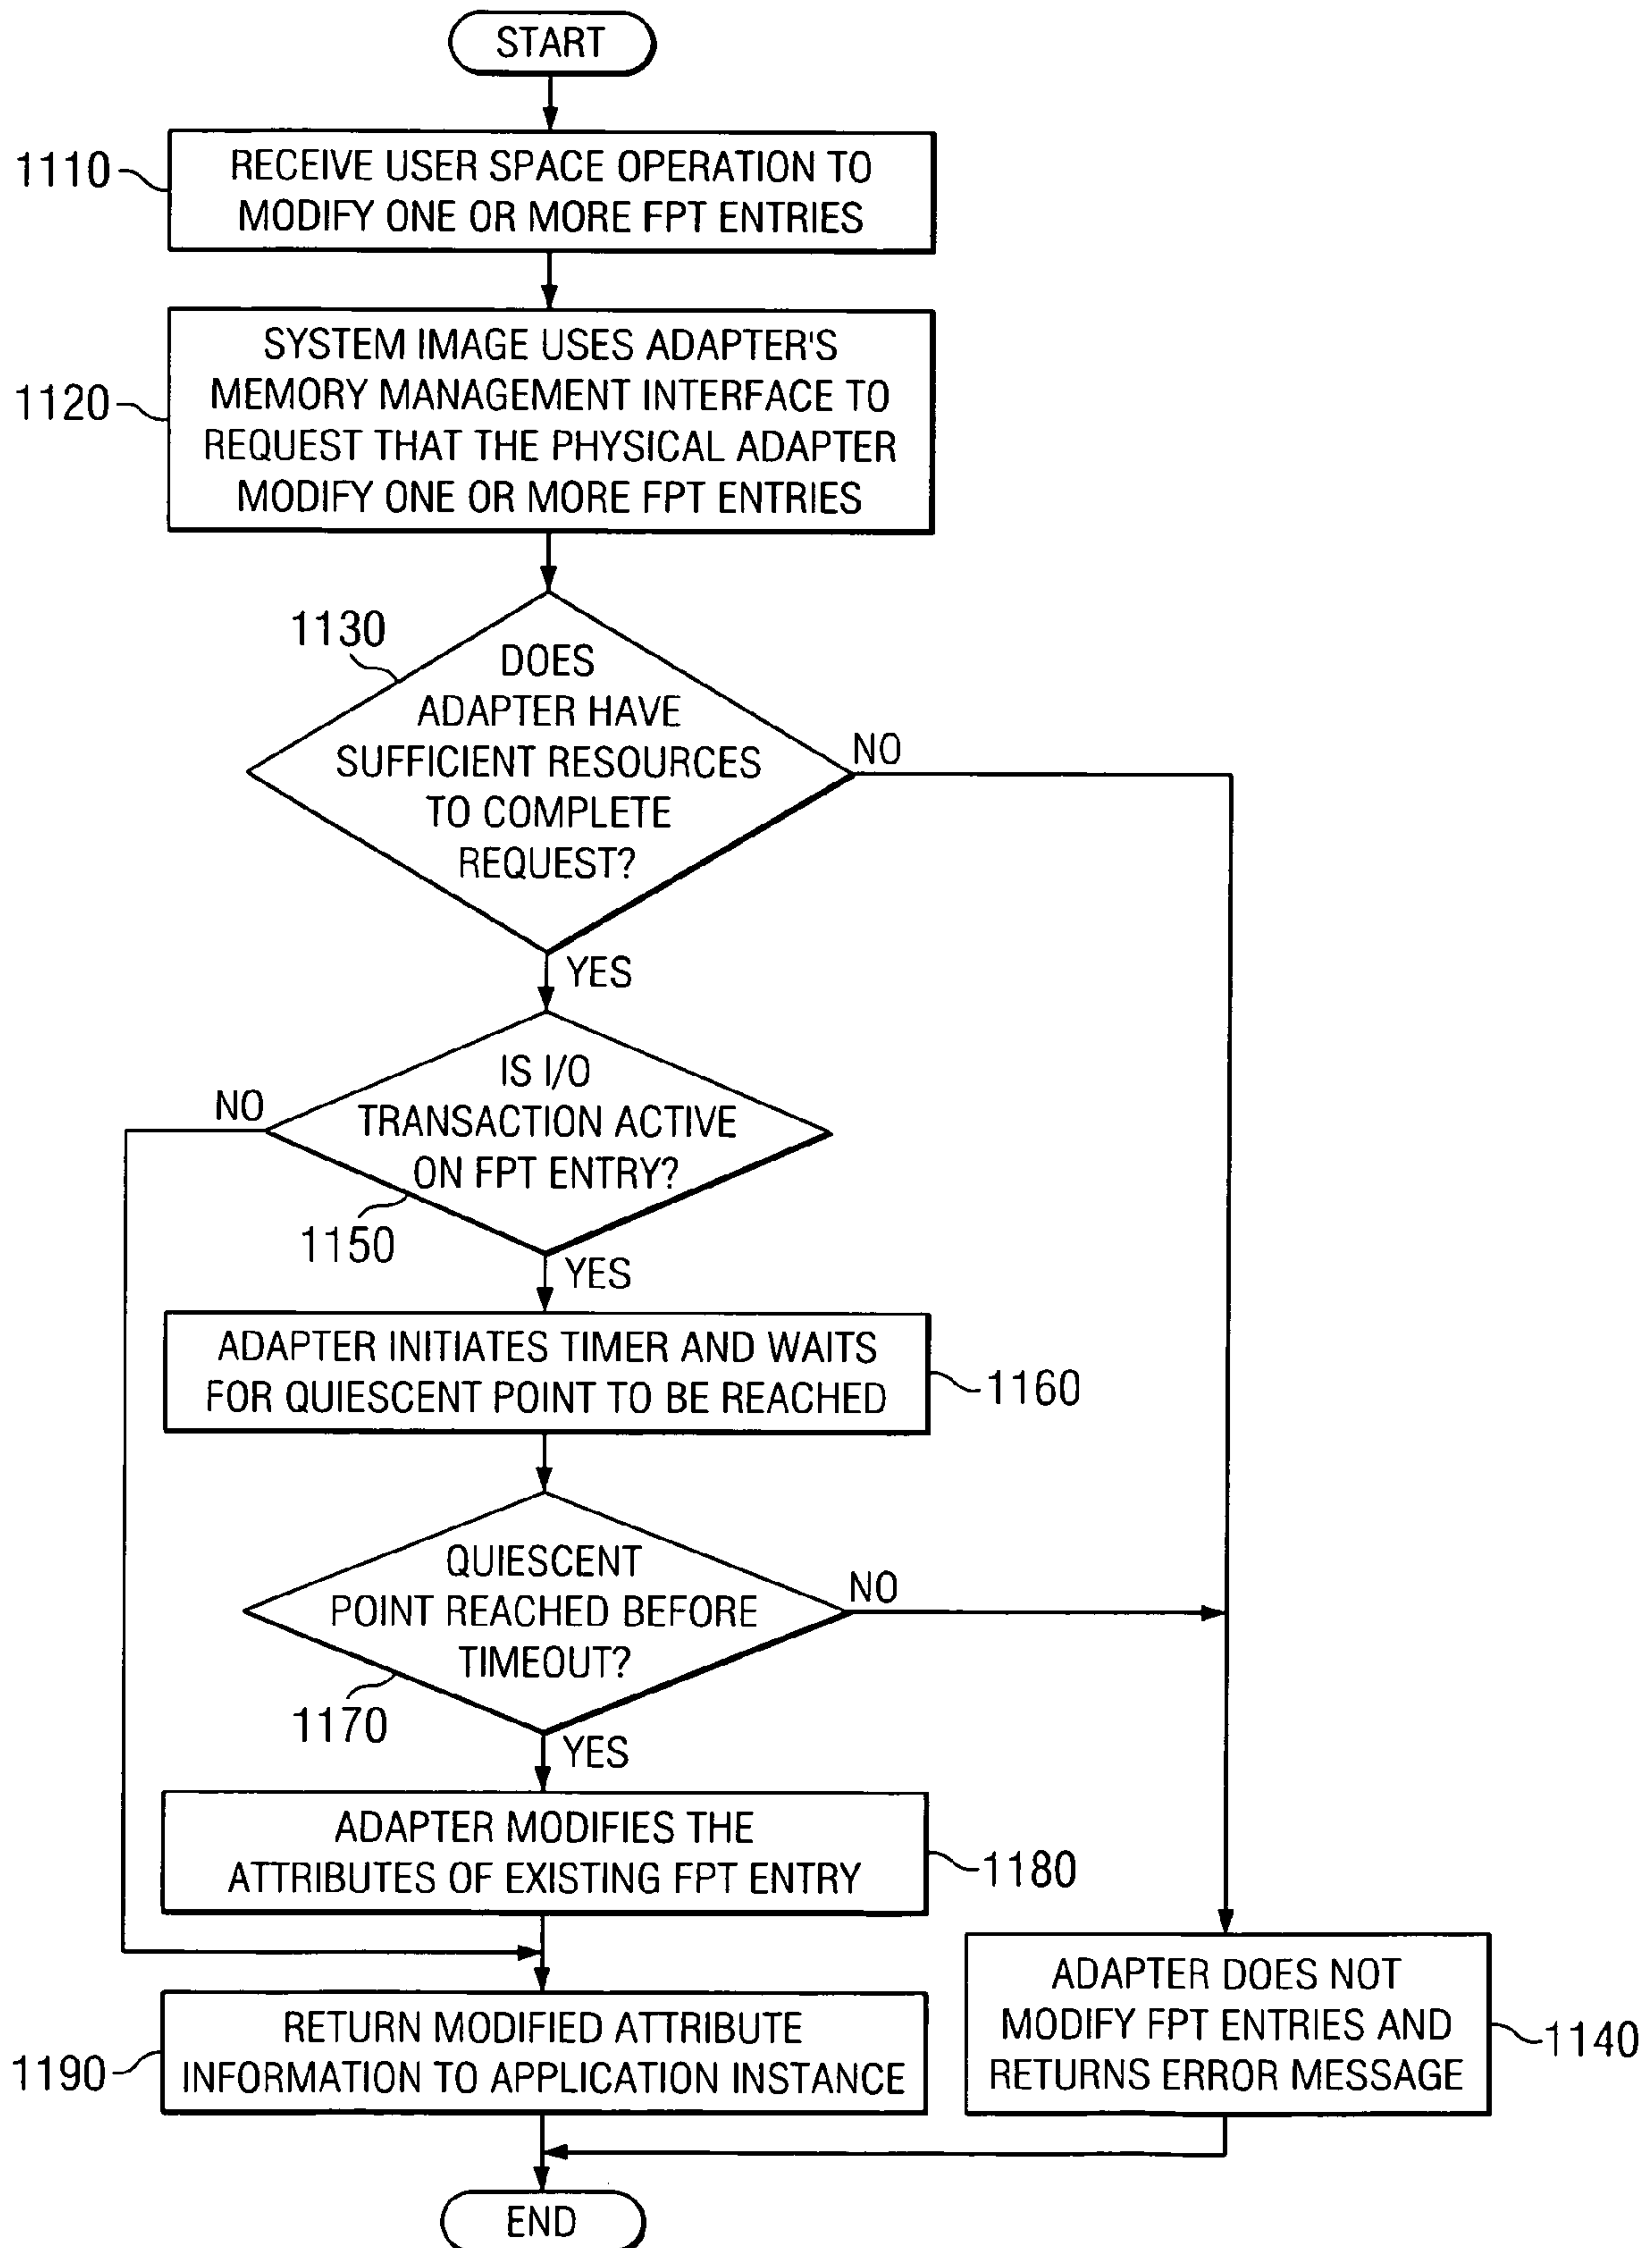 START
1110
RECEIVE USER SPACE OPERATION TO
MODIFY ONE OR MORE FPT ENTRIES
1120
SYSTEM IMAGE USES ADAPTER'S
MEMORY MANAGEMENT INTERFACE TO
REQUEST THAT THE PHYSICAL ADAPTER
MODIFY ONE OR MORE FPT ENTRIES
1130
DOES
ADAPTER HAVE
SUFFICIENT RESOURCES
TO COMPLETE
REQUEST?
NO
YES
IS I/O
TRANSACTION ACTIVE
ON FPT ENTRY?
NO
1150
YES
ADAPTER INITIATES TIMER AND WAITS
FOR QUIESCENT POINT TO BE REACHED
1160
QUIESCENT
POINT REACHED BEFORE
TIMEOUT?
NO
1170
YES
ADAPTER MODIFIES THE
ATTRIBUTES OF EXISTING FPT ENTRY
1180
RETURN MODIFIED ATTRIBUTE
INFORMATION TO APPLICATION INSTANCE
1190
ADAPTER DOES NOT
MODIFY FPT ENTRIES AND
RETURNS ERROR MESSAGE
1140
END